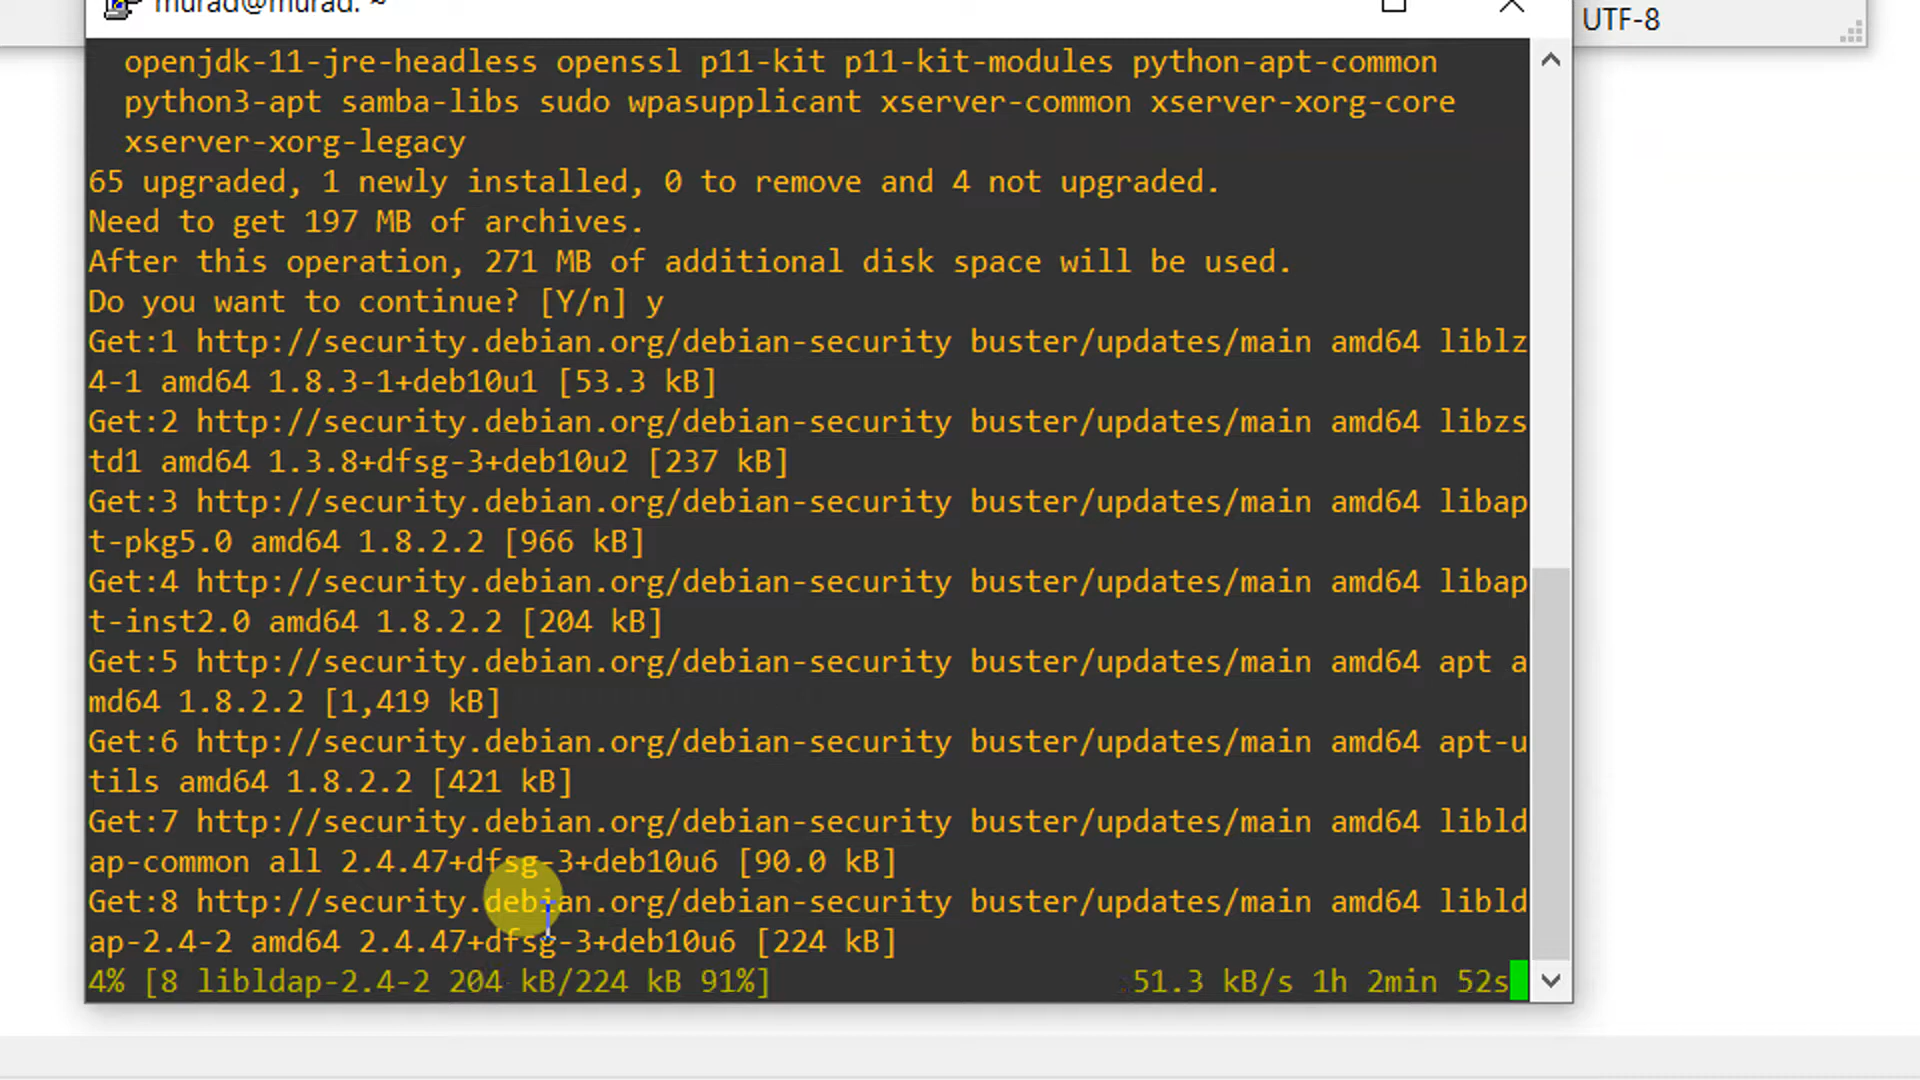 murad@murad: ~
UTF-8
openjdk-11-jre-headless openssl p11-kit p11-kit-modules python-apt-common
python3-apt samba-libs sudo wpasupplicant xserver-common xserver-xorg-core
xserver-xorg-legacy
65 upgraded, 1 newly installed, 0 to remove and 4 not upgraded.
Need to get 197 MB of archives.
After this operation, 271 MB of additional disk space will be used.
Do you want to continue? [Y/n] y
Get:1 http://security.debian.org/debian-security buster/updates/main amd64 liblz
4-1 amd64 1.8.3-1+deb10u1 [53.3 kB]
Get:2 http://security.debian.org/debian-security buster/updates/main amd64 libzs
td1 amd64 1.3.8+dfsg-3+deb10u2 [237 kB]
Get:3 http://security.debian.org/debian-security buster/updates/main amd64 libap
t-pkg5.0 amd64 1.8.2.2 [966 kB]
Get:4 http://security.debian.org/debian-security buster/updates/main amd64 libap
t-inst2.0 amd64 1.8.2.2 [204 kB]
Get:5 http://security.debian.org/debian-security buster/updates/main amd64 apt a
md64 1.8.2.2 [1,419 kB]
Get:6 http://security.debian.org/debian-security buster/updates/main amd64 apt-u
tils amd64 1.8.2.2 [421 kB]
Get:7 http://security.debian.org/debian-security buster/updates/main amd64 libld
ap-common all 2.4.47+dfsg-3+deb10u6 [90.0 kB]
Get:8 http://security.debian.org/debian-security buster/updates/main amd64 libld
ap-2.4-2 amd64 2.4.47+dfsg-3+deb10u6 [224 kB]
4% [8 libldap-2.4-2 204 kB/224 kB 91%] 51.3 kB/s 1h 2min 52s